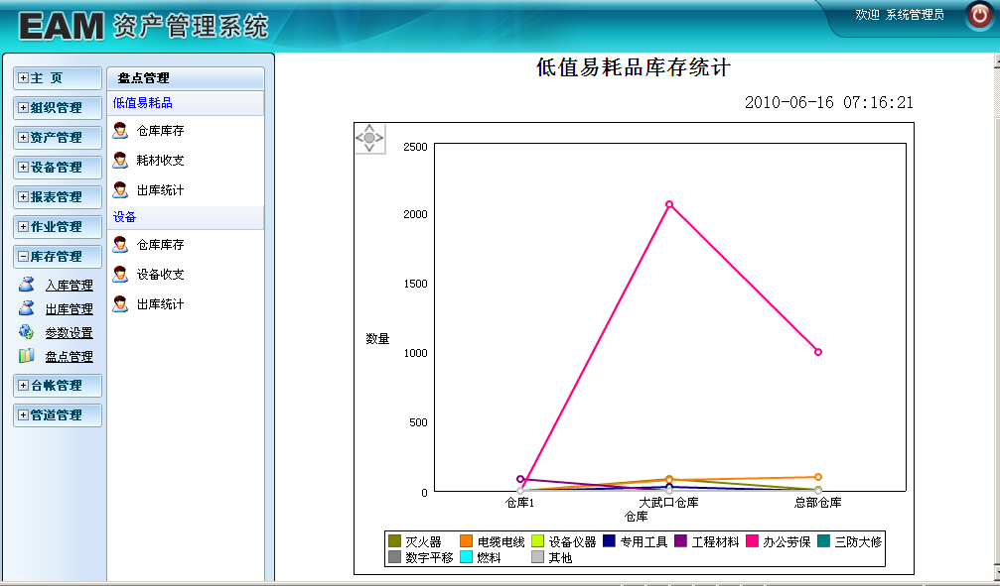 EAM 资产管理系统
欢迎 系统管理员
主 页
组织管理
资产管理
设备管理
报表管理
作业管理
库存管理
入库管理
出库管理
参数设置
盘点管理
台帐管理
管道管理
盘点管理
低值易耗品
仓库库存
耗材收支
出库统计
设备
仓库库存
设备收支
出库统计
低值易耗品库存统计
2010-06-16 07:16:21
2500
2000
1500
数量
1000
500
0
仓库1 大武口仓库 总部仓库
仓库
灭火器 电缆电线 设备仪器 专用工具 工程材料 办公劳保 三防大修
数字平移 燃料 其他